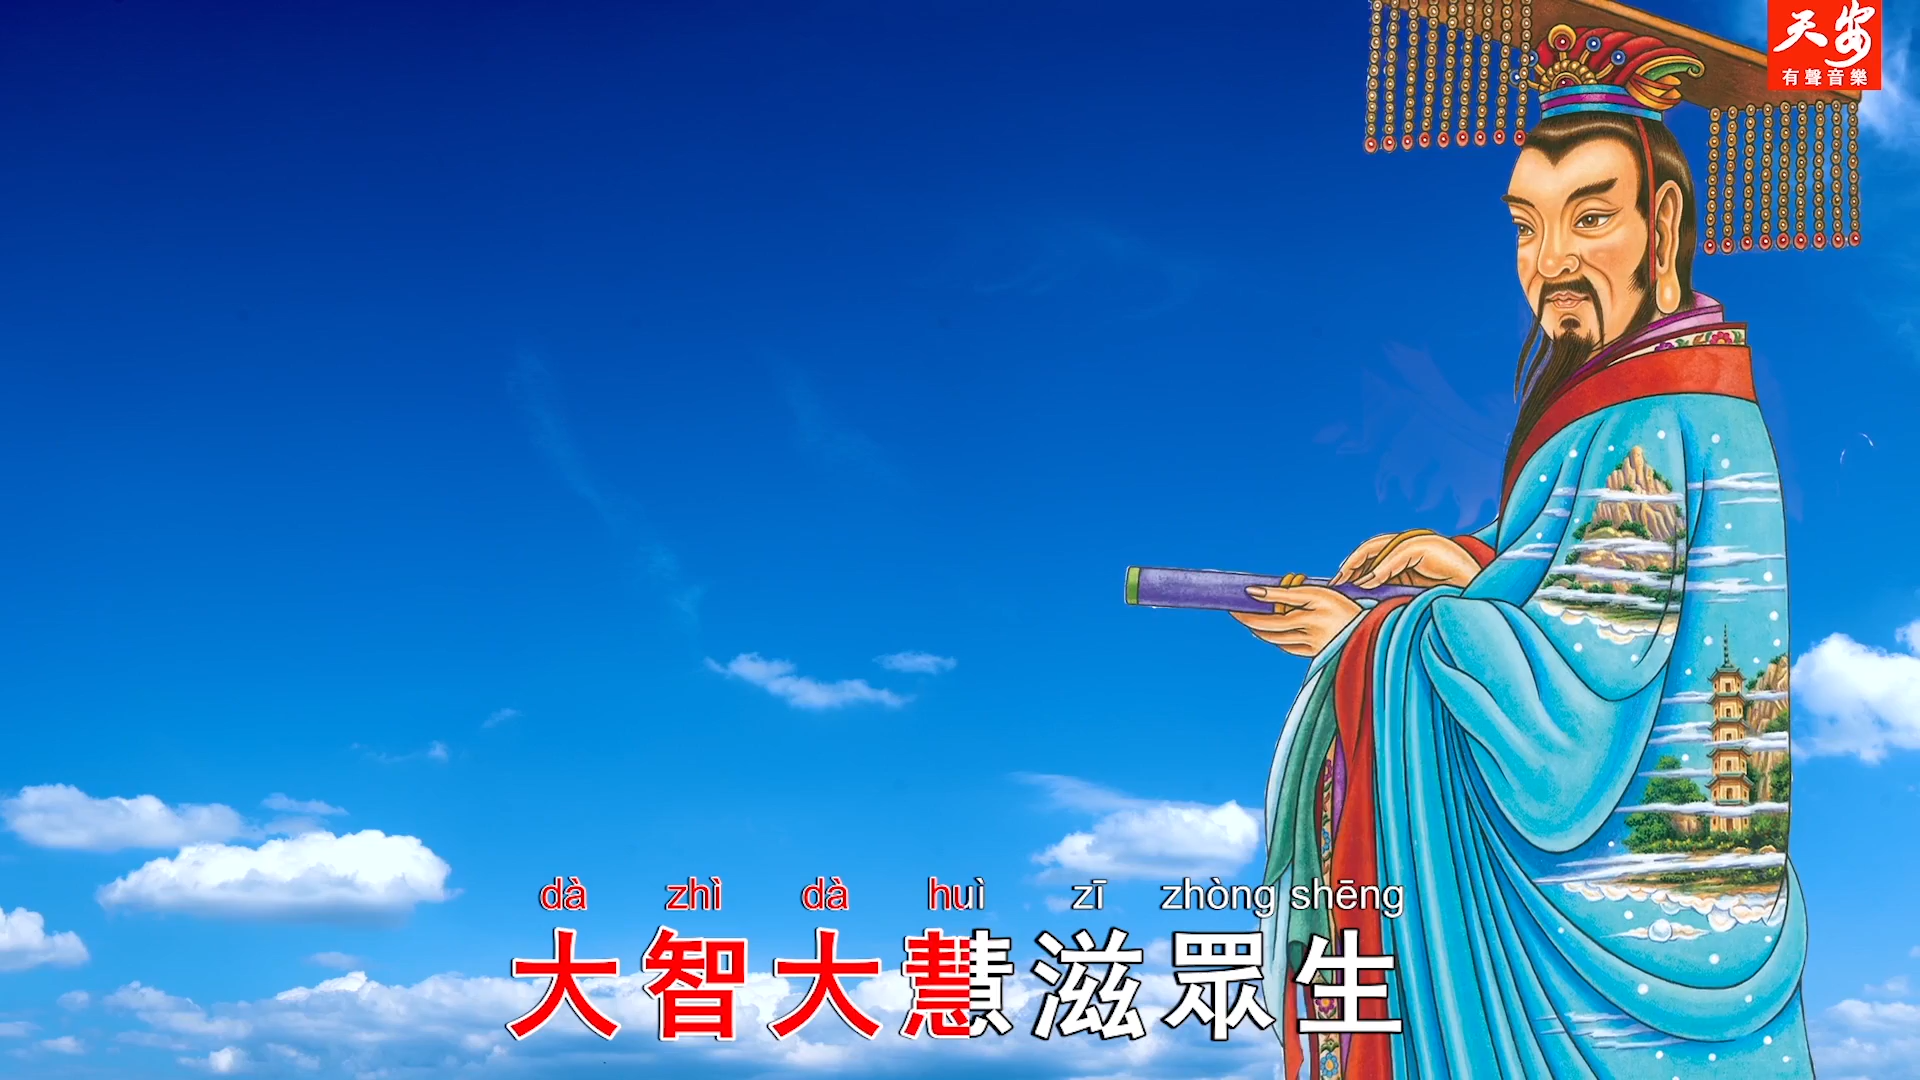 天安
有聲音樂
dà zhì dà huì zī zhòng shēng
大智大慧滋眾生